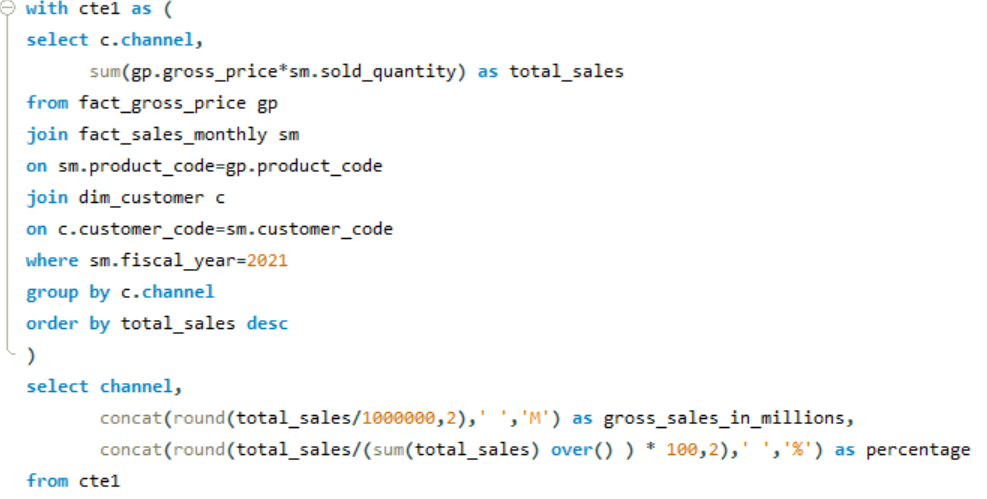 with cte1 as (
select c.channel,
sum(gp.gross_price*sm.sold_quantity) as total_sales
from fact_gross_price gp
join fact_sales_monthly sm
on sm.product_code=gp.product_code
join dim_customer c
on c.customer_code=sm.customer_code
where sm.fiscal_year=2021
group by c.channel
order by total_sales desc
)
select channel,
concat(round(total_sales/1000000,2),' ','M') as gross_sales_in_millions,
concat(round(total_sales/(sum(total_sales) over() ) * 100,2),' ','%') as percentage
from cte1